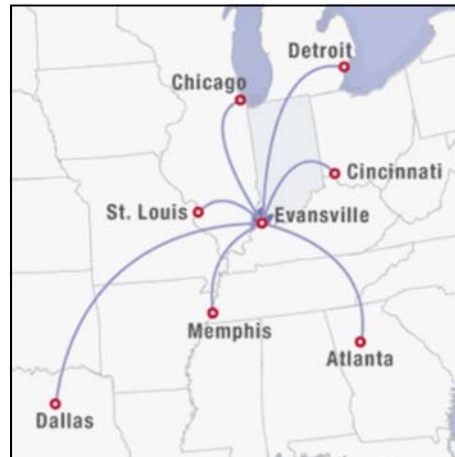 Detroit
Chicago
Cincinnati
St. Louis
Evansville
Memphis
Atlanta
Dallas